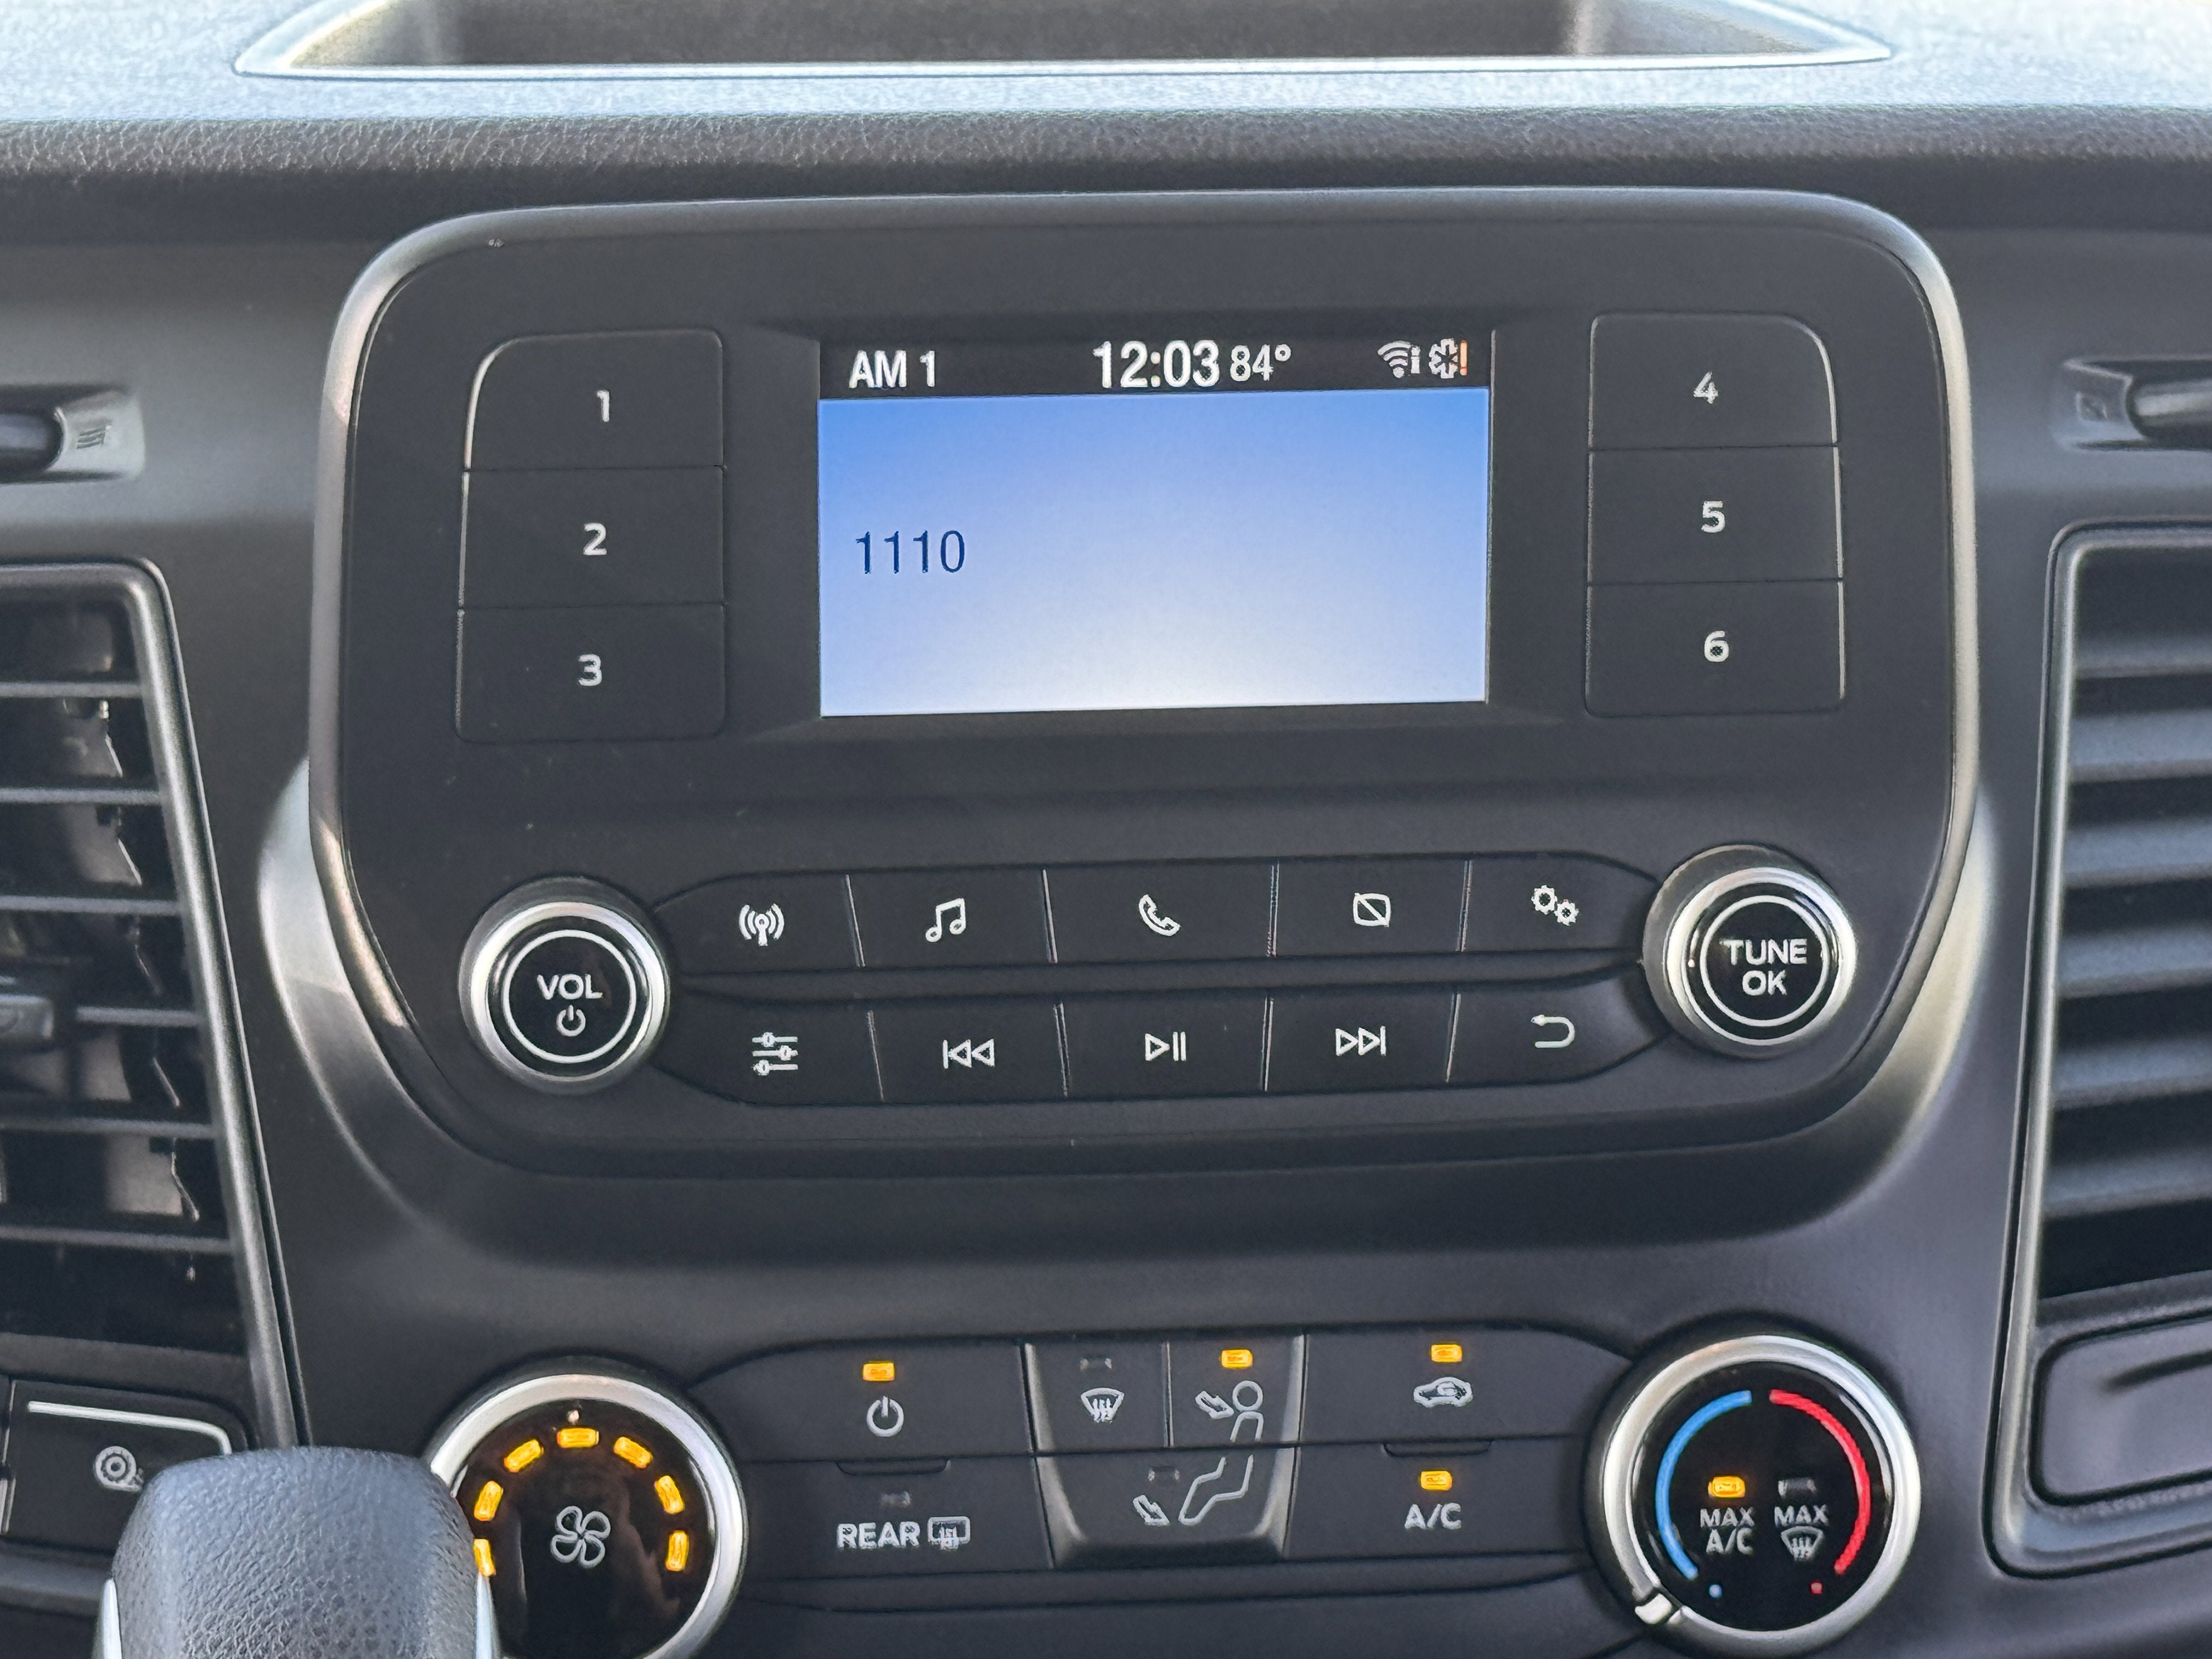 AM 1 12:03 84°
1110
1
2
3
4
5
6
VOL
TUNE
OK
REAR
A/C
MAX
A/C
MAX